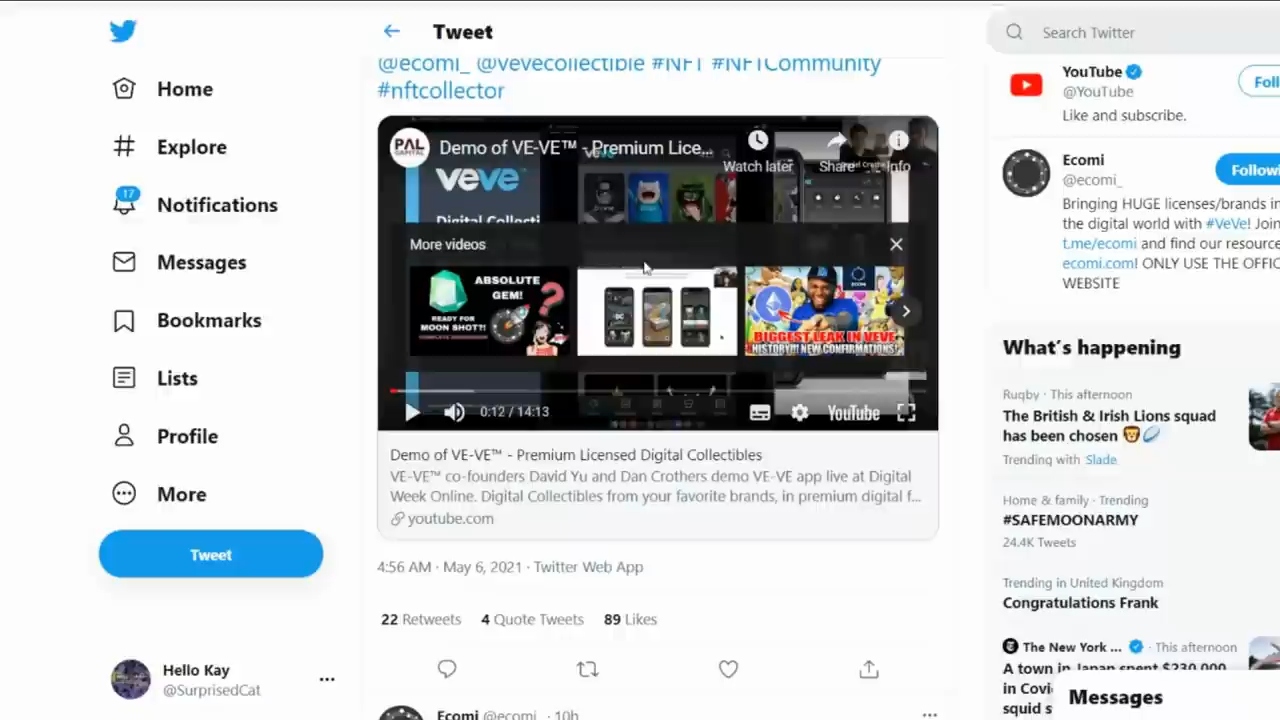 Home
Explore
17
Notifications
Messages
Bookmarks
Lists
Profile
More
Tweet
Hello Kay
@SurprisedCat
Tweet
@ecomi_ @vevecollectible #NFT #NFTCommunity
#nftcollector
PAL
CAPITAL
Demo of VE-VE™ - Premium Lice...
Watch later
Share
Info
veve
Digital Collecti
More videos
ABSOLUTE
GEM!
READY FOR
MOON SHOT?!
BIGGEST LEAK IN VEVE
HISTORY!!! NEW CONFIRMATIONS!
0:12 / 14:13
YouTube
Demo of VE-VE™ - Premium Licensed Digital Collectibles
VE-VE™ co-founders David Yu and Dan Crothers demo VE-VE app live at Digital
Week Online. Digital Collectibles from your favorite brands, in premium digital f...
youtube.com
4:56 AM · May 6, 2021 · Twitter Web App
22 Retweets 4 Quote Tweets 89 Likes
Ecomi @ecomi_ · 10h
Search Twitter
YouTube
@YouTube
Foll
Like and subscribe.
Ecomi
@ecomi_
Followi
Bringing HUGE licenses/brands in
the digital world with #VeVe! Join
t.me/ecomi and find our resource
ecomi.com! ONLY USE THE OFFIC
WEBSITE
What's happening
Rugby · This afternoon
The British & Irish Lions squad
has been chosen
Trending with Slade
Home & family · Trending
#SAFEMOONARMY
24.4K Tweets
Trending in United Kingdom
Congratulations Frank
The New York ... · This afternoon
A town in Japan spent $230,000
in Covi
squid s
Messages